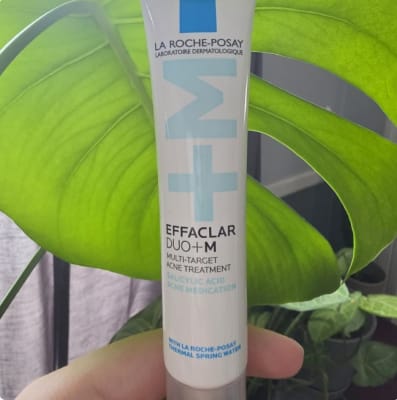 LA ROCHE-POSAY
LABORATOIRE DERMATOLOGIQUE
+M
EFFACLAR
DUO+M
MULTI-TARGET
ACNE TREATMENT
SALICYLIC ACID
ACNE MEDICATION
WITH LA ROCHE-POSAY
THERMAL SPRING WATER